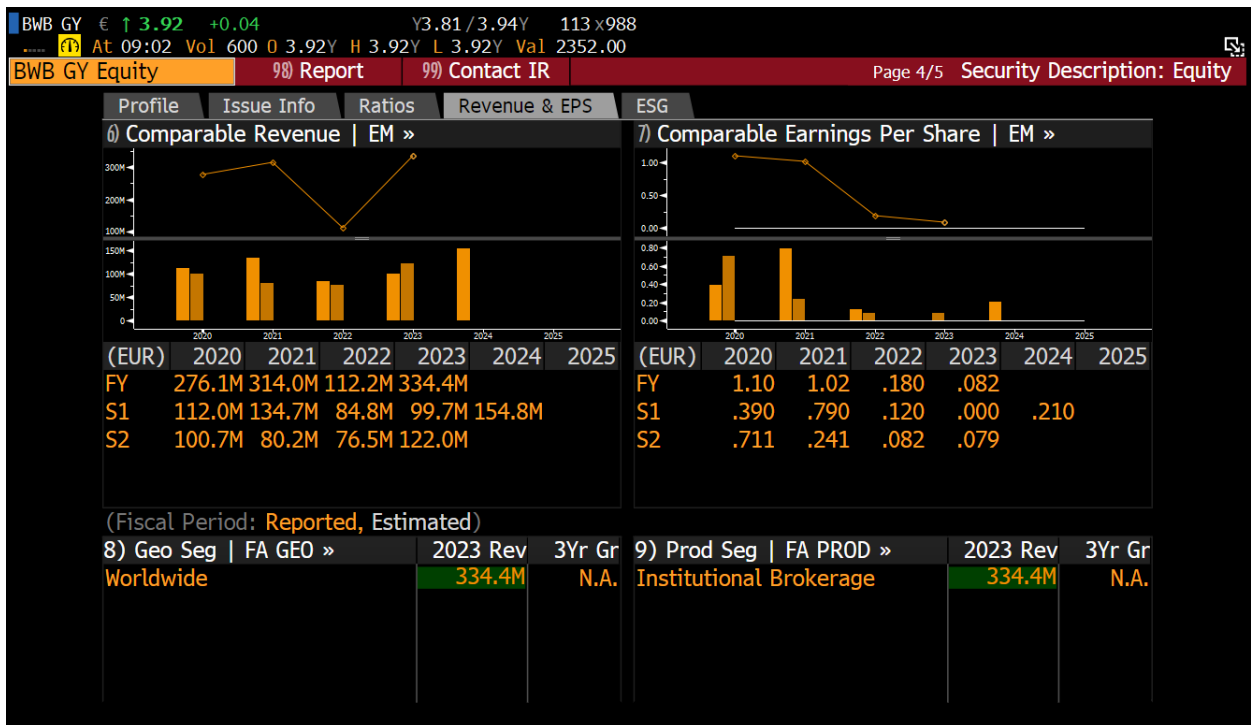 BWB GY € ↑ 3.92 +0.04 Y3.81/3.94Y 113x988
At 09:02 Vol 600 O 3.92Y H 3.92Y L 3.92Y Val 2352.00
BWB GY Equity 98) Report 99) Contact IR Page 4/5 Security Description: Equity
Profile Issue Info Ratios Revenue & EPS ESG
6) Comparable Revenue | EM »
300M
200M
100M
150M
100M
50M
0
2020 2021 2022 2023 2024 2025
(EUR) 2020 2021 2022 2023 2024 2025
FY 276.1M 314.0M 112.2M 334.4M
S1 112.0M 134.7M 84.8M 99.7M 154.8M
S2 100.7M 80.2M 76.5M 122.0M
7) Comparable Earnings Per Share | EM »
1.00
0.50
0.00
0.80
0.60
0.40
0.20
0.00
2020 2021 2022 2023 2024 2025
(EUR) 2020 2021 2022 2023 2024 2025
FY 1.10 1.02 .180 .082
S1 .390 .790 .120 .000 .210
S2 .711 .241 .082 .079
(Fiscal Period: Reported, Estimated)
8) Geo Seg | FA GEO » 2023 Rev 3Yr Gr
Worldwide 334.4M N.A.
9) Prod Seg | FA PROD » 2023 Rev 3Yr Gr
Institutional Brokerage 334.4M N.A.